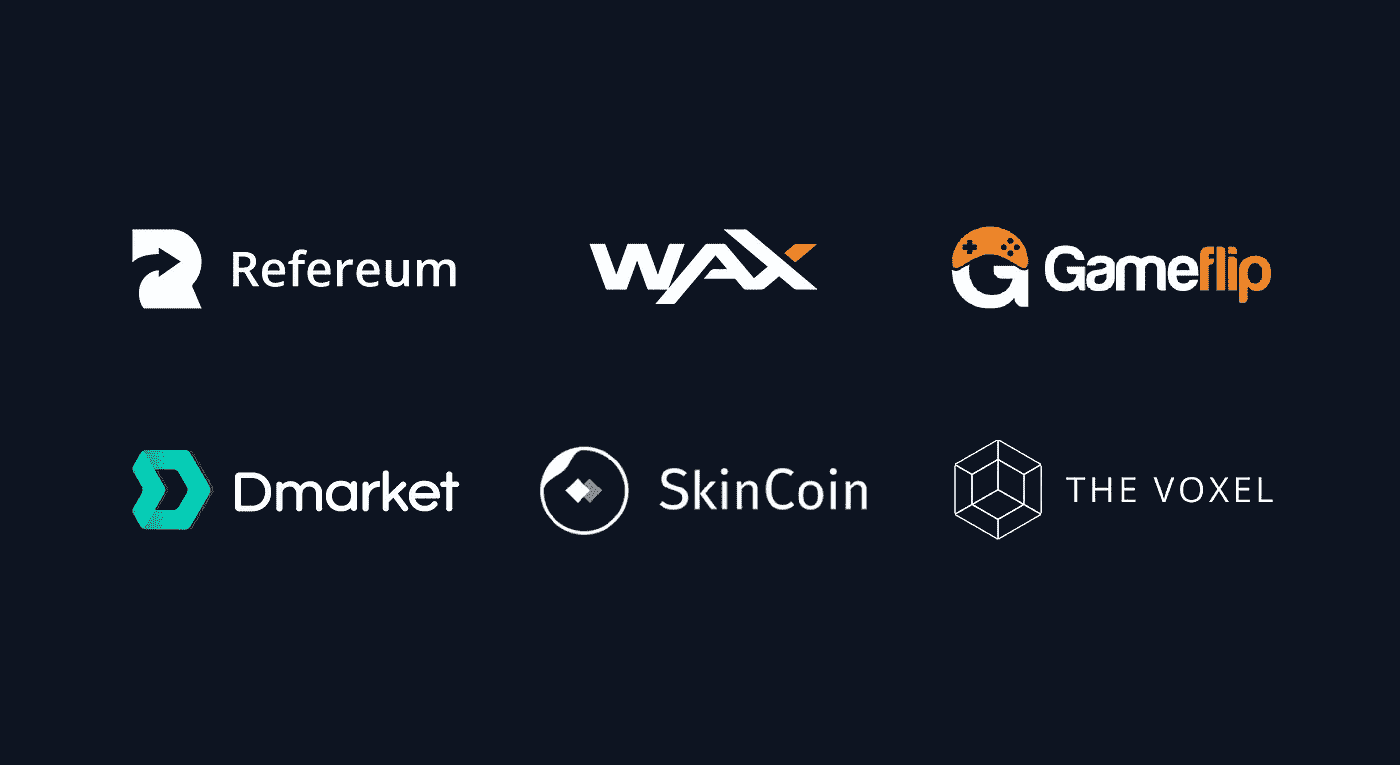 Refereum
WAX
Gameflip
Dmarket
SkinCoin
THE VOXEL